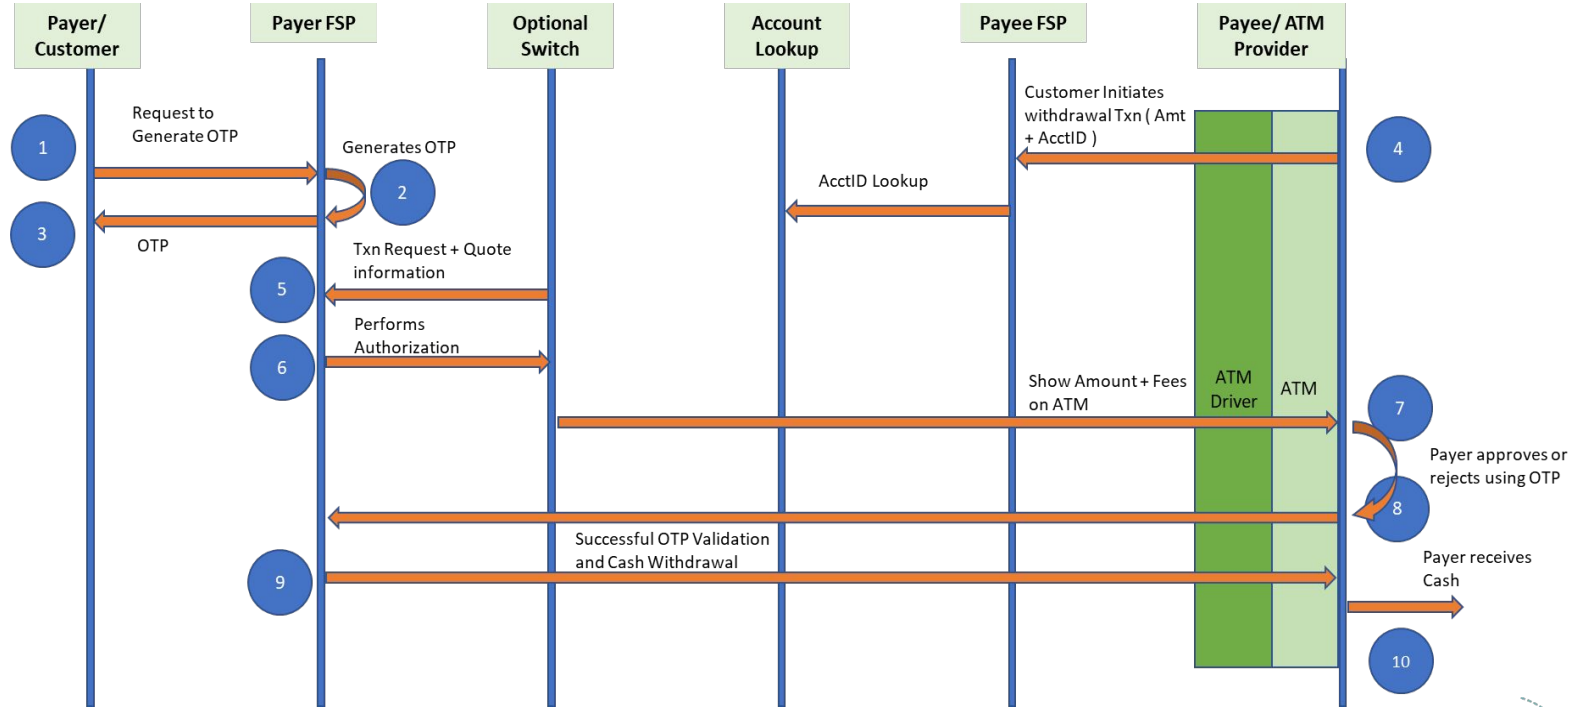 Payer/
Customer
Payer FSP
Optional
Switch
Account
Lookup
Payee FSP
Payee/ ATM
Provider
Request to
Generate OTP
1
Generates OTP
2
3
OTP
Customer Initiates
withdrawal Txn ( Amt
+ AcctID )
4
AcctID Lookup
Txn Request + Quote
information
5
Performs
Authorization
6
Show Amount + Fees
on ATM
ATM
Driver
ATM
7
Payer approves or
rejects using OTP
8
Successful OTP Validation
and Cash Withdrawal
9
Payer receives
Cash
10